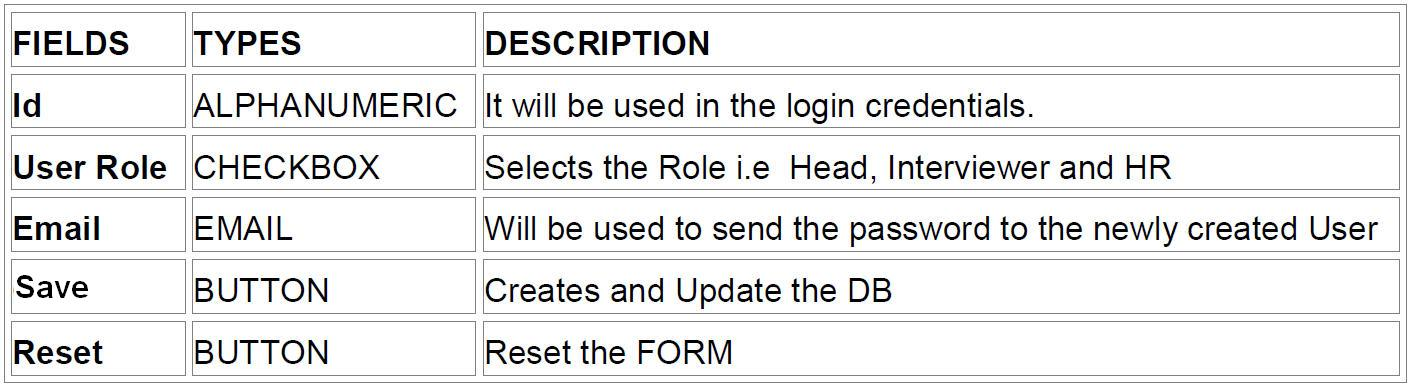 FIELDS TYPES DESCRIPTION
Id ALPHANUMERIC It will be used in the login credentials.
User Role CHECKBOX Selects the Role i.e  Head, Interviewer and HR
Email EMAIL Will be used to send the password to the newly created User
Save BUTTON Creates and Update the DB
Reset BUTTON Reset the FORM